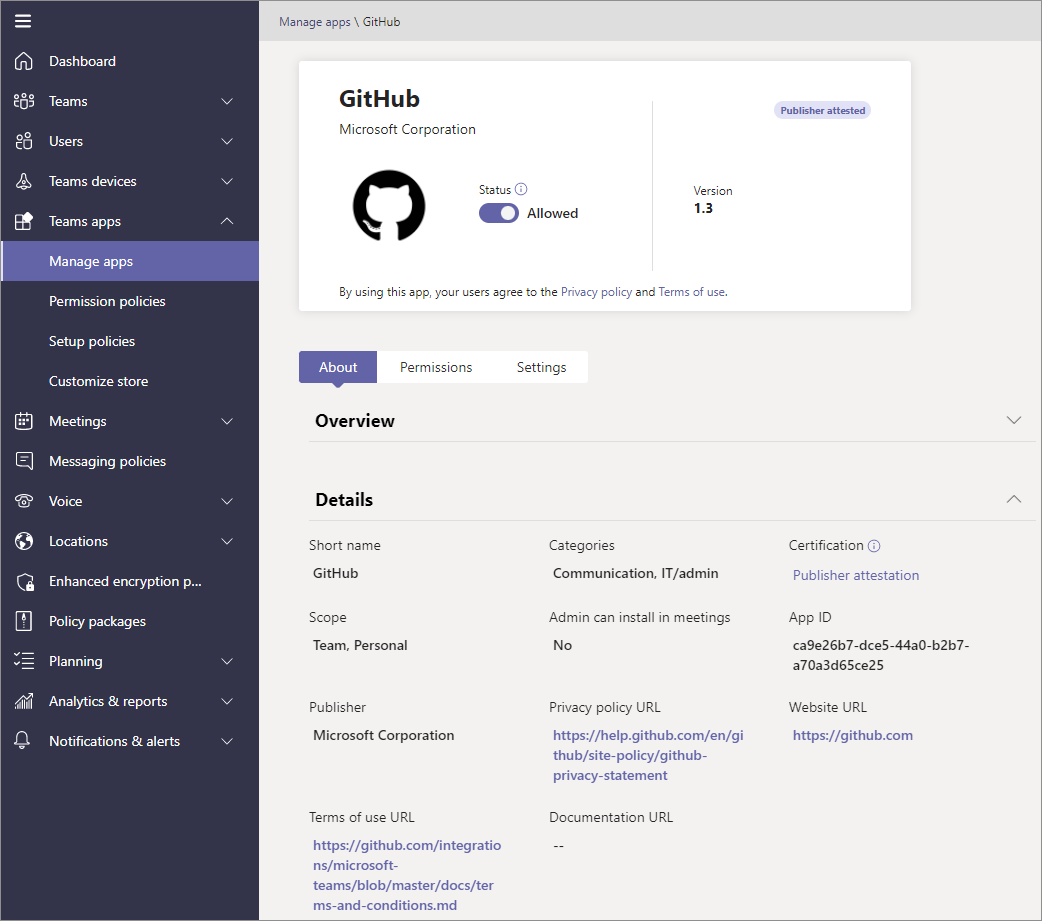 Manage apps \ GitHub
Dashboard
Teams
Users
Teams devices
Teams apps
Manage apps
Permission policies
Setup policies
Customize store
Meetings
Messaging policies
Voice
Locations
Enhanced encryption p...
Policy packages
Planning
Analytics & reports
Notifications & alerts
GitHub
Microsoft Corporation
Publisher attested
Status
Allowed
Version
1.3
By using this app, your users agree to the Privacy policy and Terms of use.
About Permissions Settings
Overview
Details
Short name
GitHub
Categories
Communication, IT/admin
Certification
Publisher attestation
Scope
Team, Personal
Admin can install in meetings
No
App ID
ca9e26b7-dce5-44a0-b2b7-
a70a3d65ce25
Publisher
Microsoft Corporation
Privacy policy URL
https://help.github.com/en/gi
thub/site-policy/github-
privacy-statement
Website URL
https://github.com
Terms of use URL
https://github.com/integratio
ns/microsoft-
teams/blob/master/docs/ter
ms-and-conditions.md
Documentation URL
--